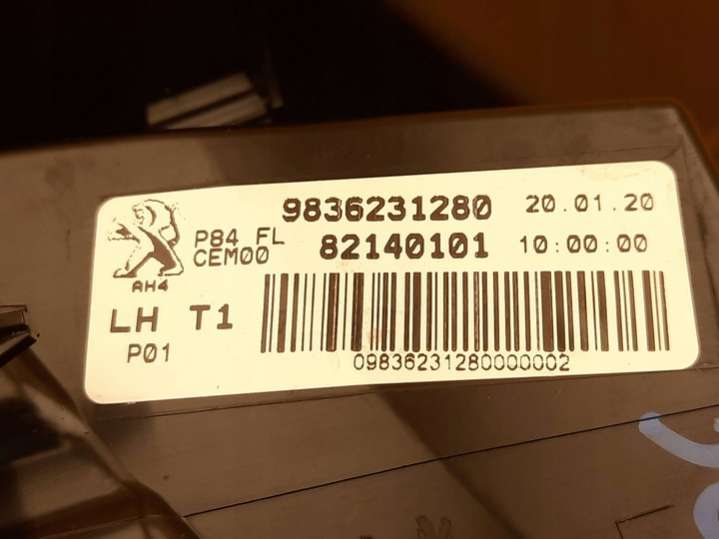 9836231280 20.01.20
P84 FL
CEM00
82140101 10:00:00
AH4
LH T1
P01
09836231280000002